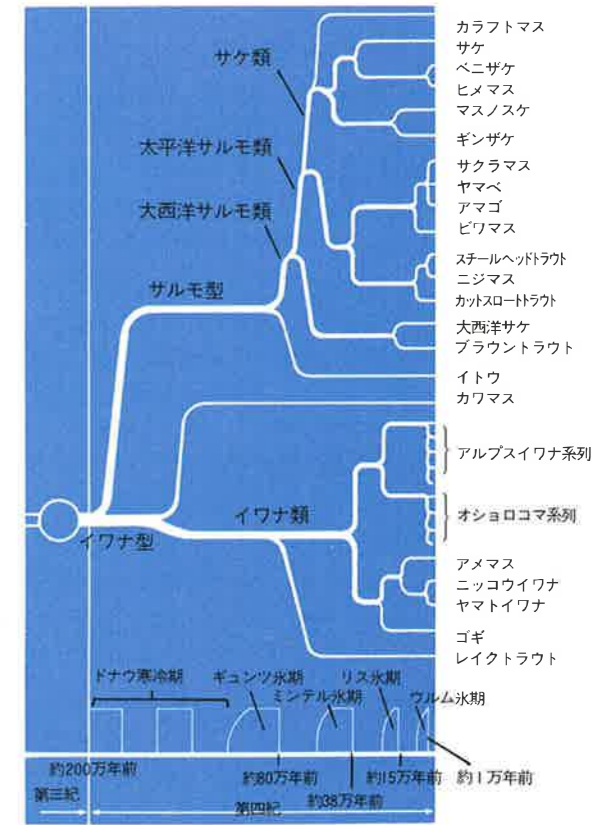 カラフトマス
サケ
ベニザケ
ヒメマス
マスノスケ
ギンザケ
サクラマス
ヤマベ
アマゴ
ビワマス
スチールヘッドトラウト
ニジマス
カットスロートトラウト
大西洋サケ
ブラウントラウト
イトウ
カワマス
アルプスイワナ系列
オショロコマ系列
アメマス
ニッコウイワナ
ヤマトイワナ
ゴギ
レイクトラウト
サケ類
太平洋サルモ類
大西洋サルモ類
サルモ型
イワナ類
イワナ型
ドナウ寒冷期
ギュンツ氷期
ミンテル氷期
リス氷期
ウルム氷期
約200万年前
約80万年前
約38万年前
約15万年前
約1万年前
第三紀
第四紀